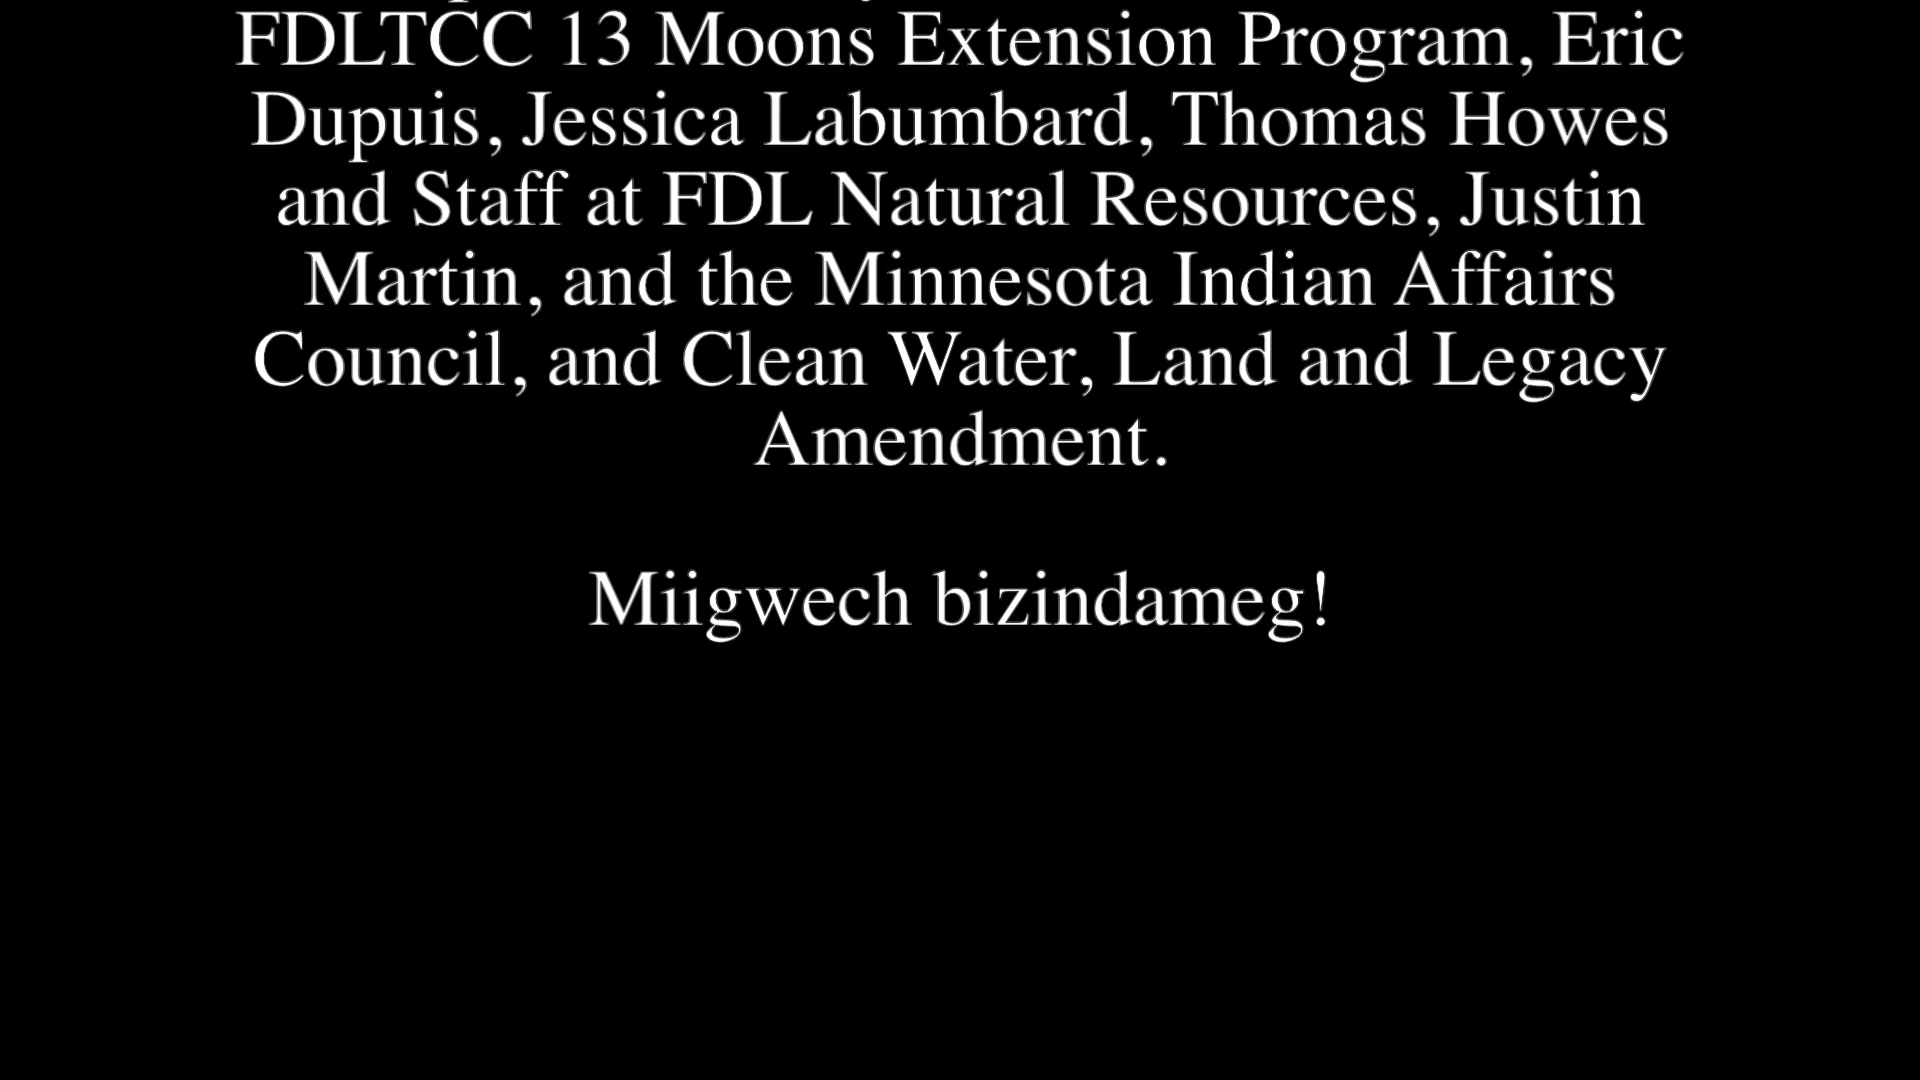 FDLTCC 13 Moons Extension Program, Eric
Dupuis, Jessica Labumbard, Thomas Howes
and Staff at FDL Natural Resources, Justin
Martin, and the Minnesota Indian Affairs
Council, and Clean Water, Land and Legacy
Amendment.
Miigwech bizindameg!